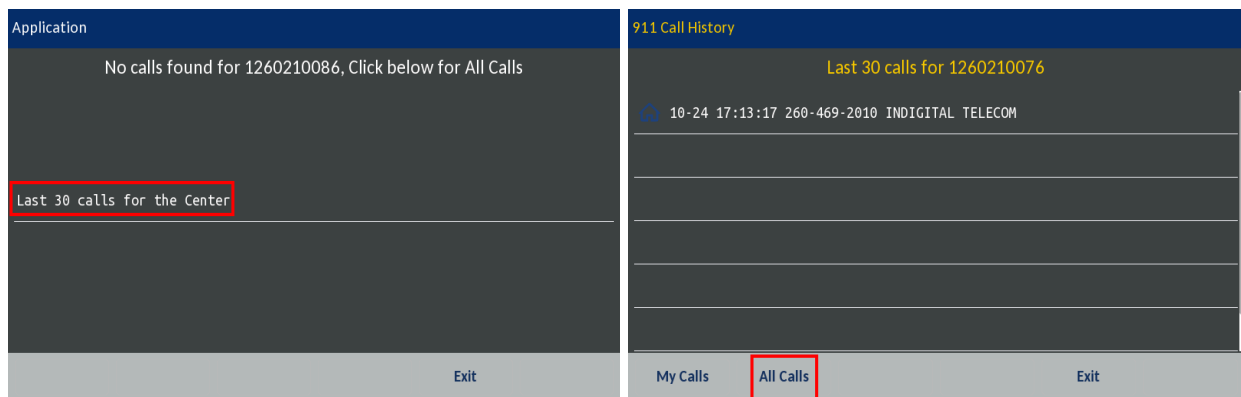 Application
No calls found for 1260210086, Click below for All Calls
Last 30 calls for the Center
Exit
911 Call History
Last 30 calls for 1260210076
10-24 17:13:17 260-469-2010 INDIGITAL TELECOM
My Calls All Calls Exit